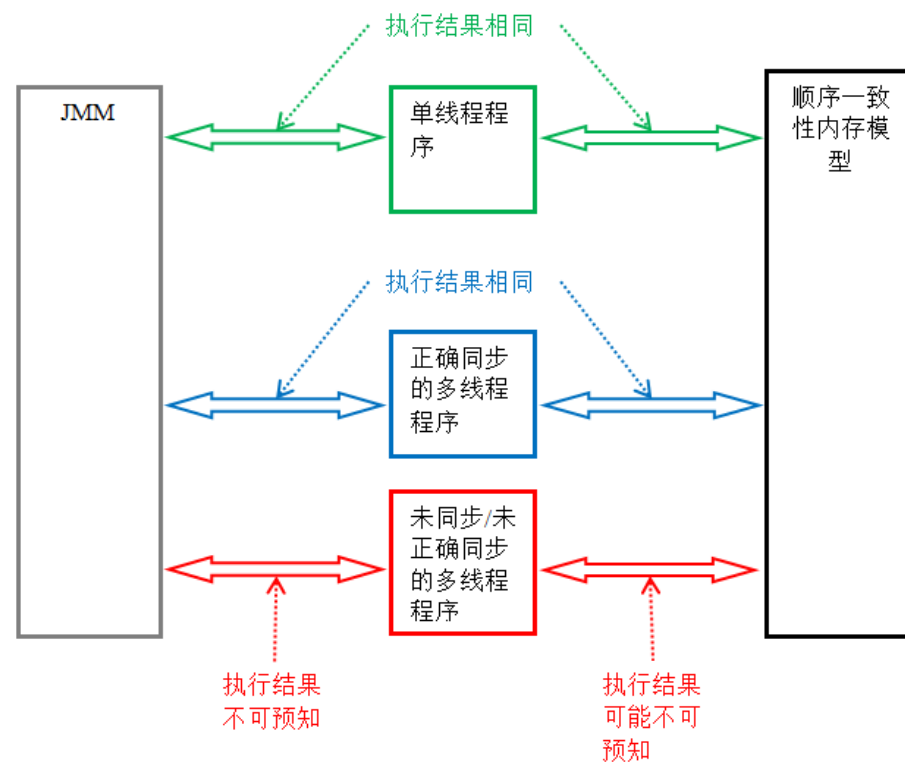 执行结果相同
JMM
单线程程
序
顺序一致
性内存模
型
执行结果相同
正确同步
的多线程
程序
未同步/未
正确同步
的多线程
程序
执行结果
不可预知
执行结果
可能不可
预知